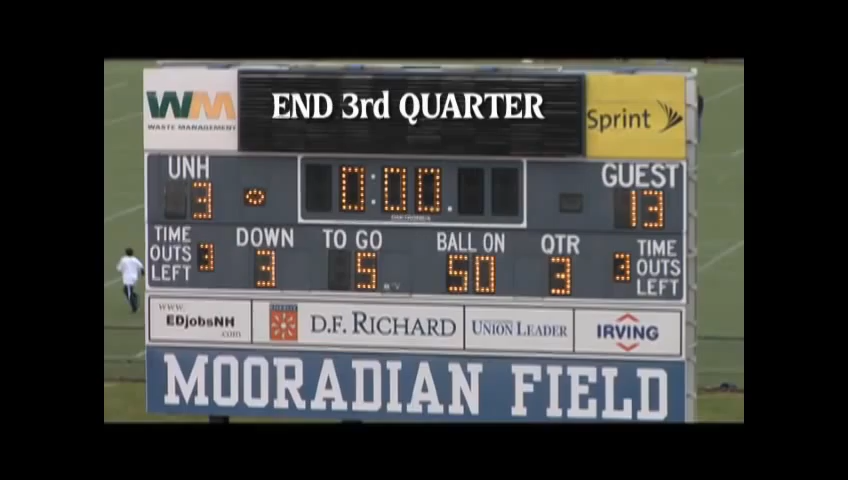 END 3rd QUARTER
WM
WASTE MANAGEMENT
Sprint
UNH
3
0:00.
GUEST
13
TIME
OUTS
LEFT
3
DOWN
3
TO GO
5
BALL ON
50
QTR
3
3
TIME
OUTS
LEFT
www.
EDjobsNH
.com
D.F. RICHARD
UNION LEADER
IRVING
MOORADIAN FIELD